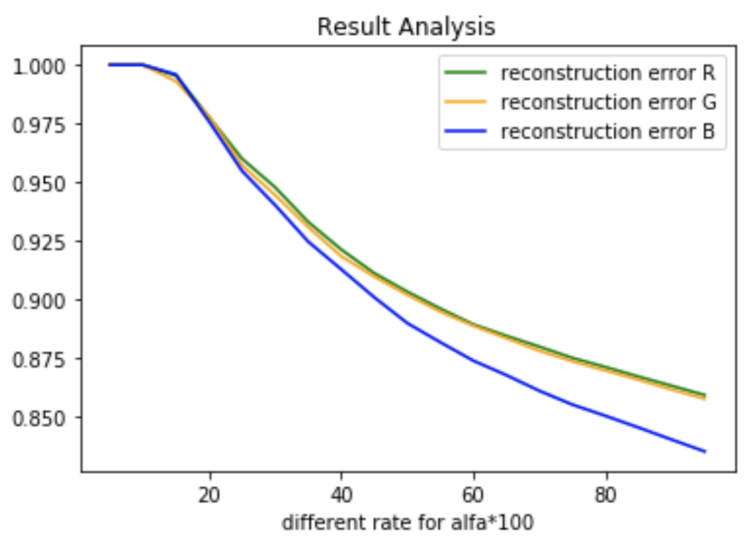 Result Analysis
1.000
0.975
0.950
0.925
0.900
0.875
0.850
reconstruction error R
reconstruction error G
reconstruction error B
20 40 60 80
different rate for alfa*100